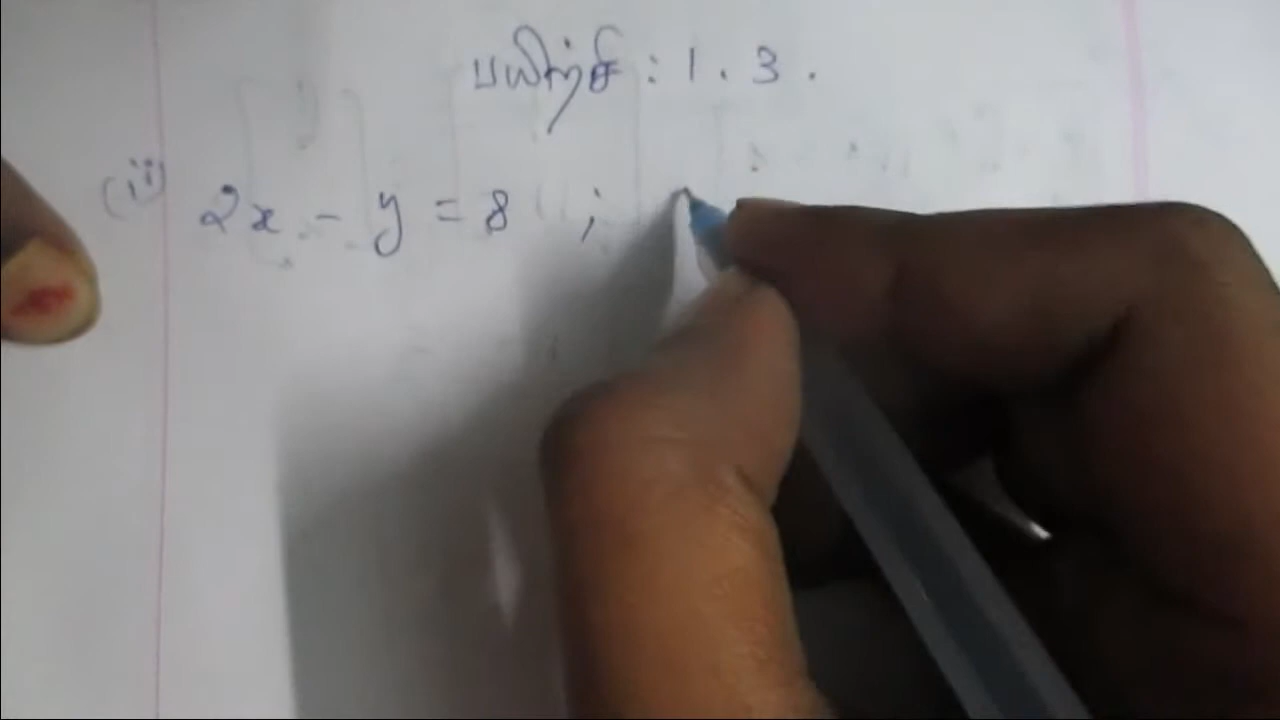 பயிற்சி : 1.3.
(ii) 2x - y = 8 ;